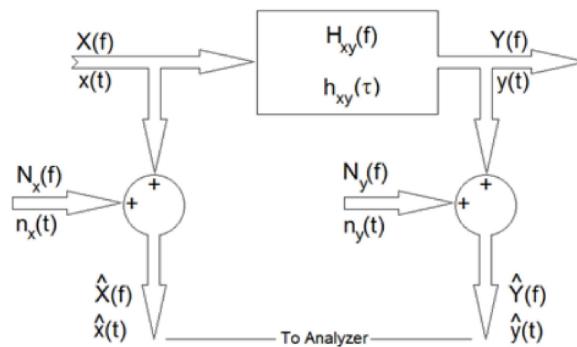 X(f)
x(t)
H_xy(f)
h_xy(τ)
Y(f)
y(t)
N_x(f)
n_x(t)
+
+
N_y(f)
n_y(t)
+
+
X̂(f)
x̂(t)
To Analyzer
Ŷ(f)
ŷ(t)